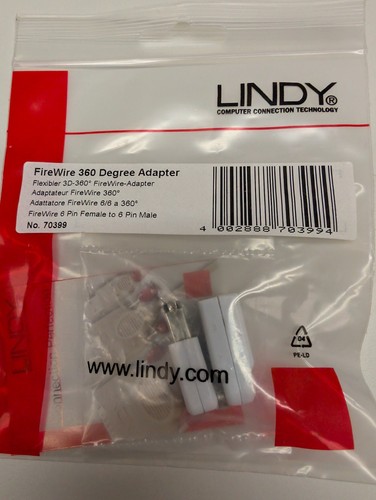 LINDY®
COMPUTER CONNECTION TECHNOLOGY
FireWire 360 Degree Adapter
Flexibler 3D-360° FireWire-Adapter
Adaptateur FireWire 360°
Adattatore FireWire 6/6 a 360°
FireWire 6 Pin Female to 6 Pin Male
No. 70399
4 002888 703994
LINDY
www.lindy.com
04
PE-LD